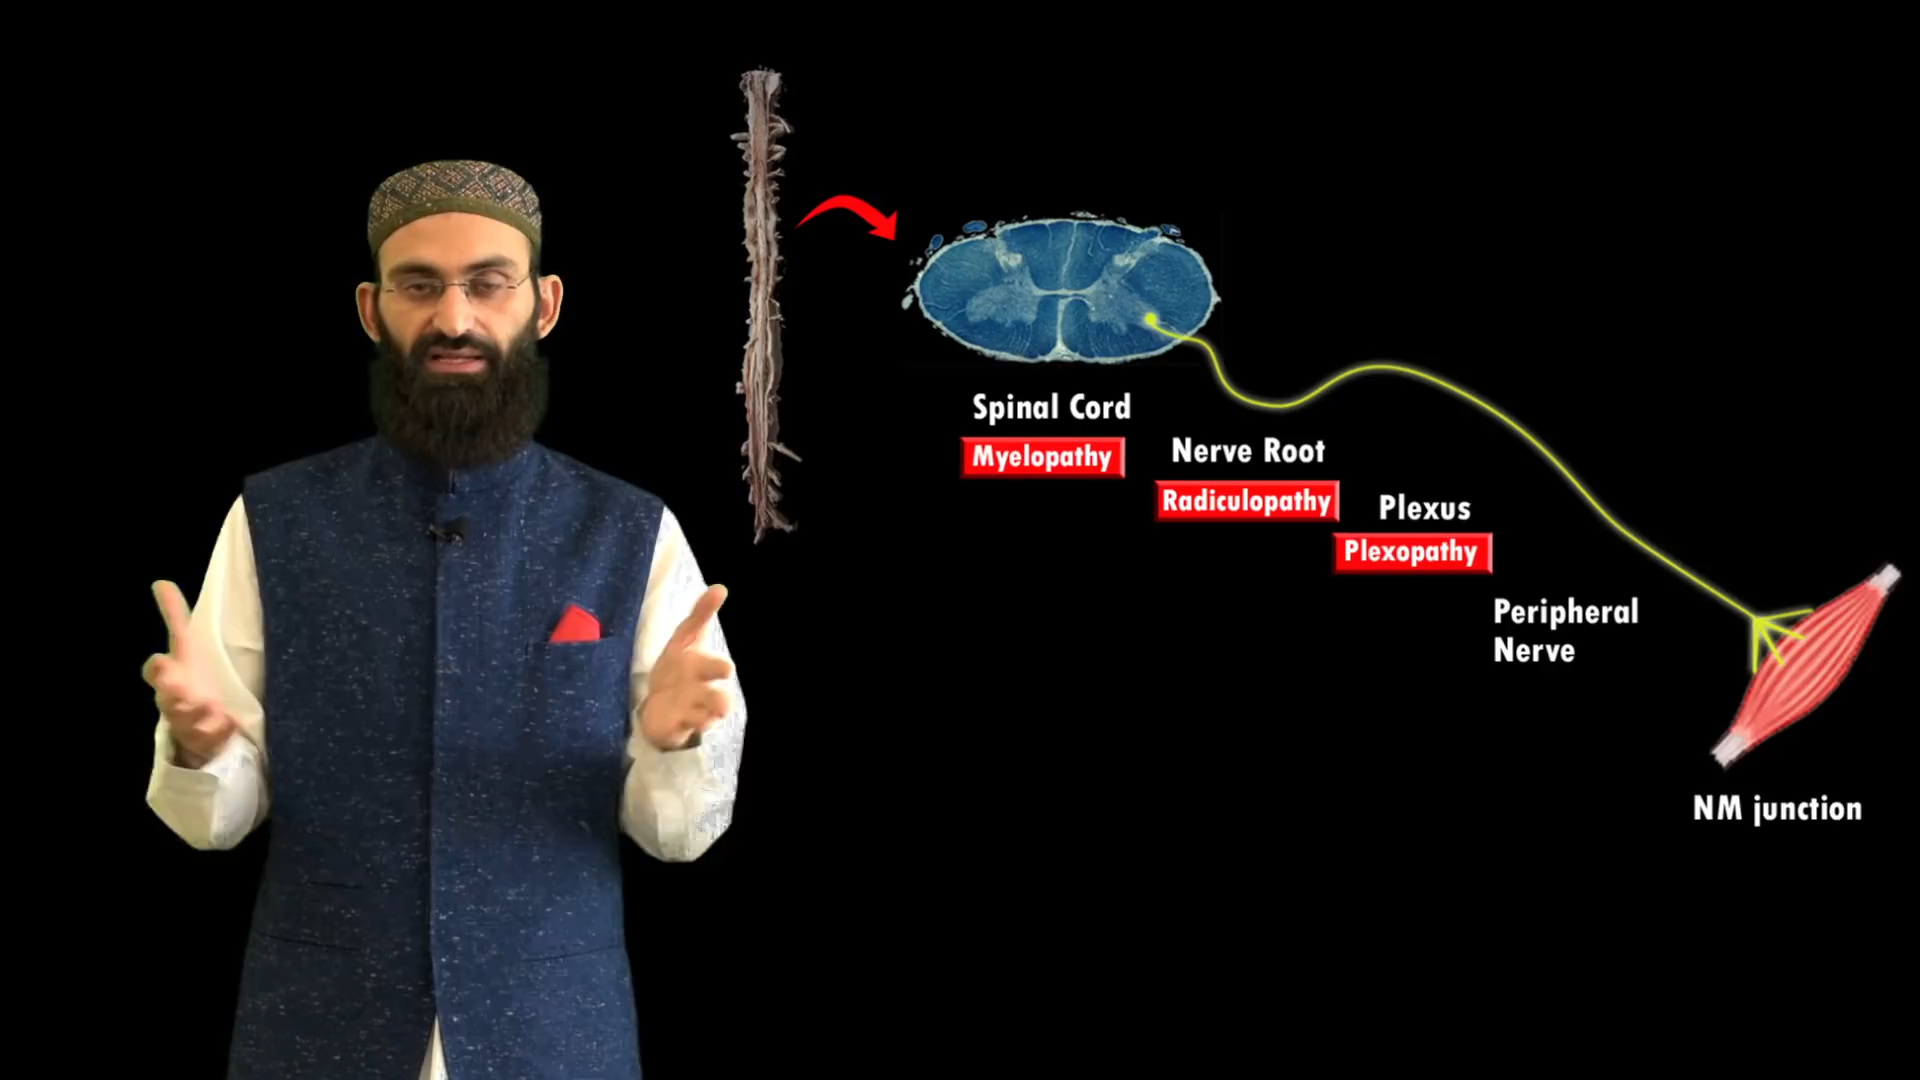 Spinal Cord
Myelopathy
Nerve Root
Radiculopathy
Plexus
Plexopathy
Peripheral
Nerve
NM junction